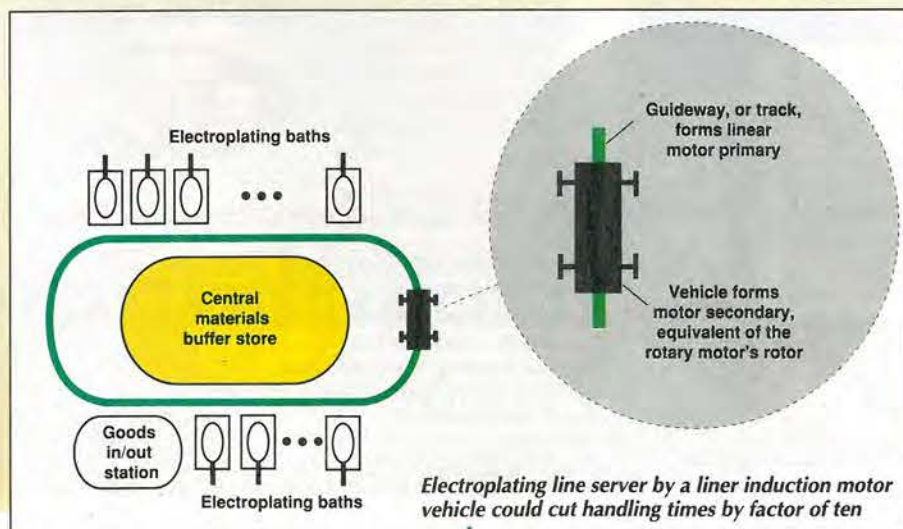 Electroplating baths
Guideway, or track,
forms linear
motor primary
Central
materials
buffer store
Vehicle forms
motor secondary,
equivalent of the
rotary motor's rotor
Goods
in/out
station
Electroplating baths
Electroplating line server by a liner induction motor
vehicle could cut handling times by factor of ten